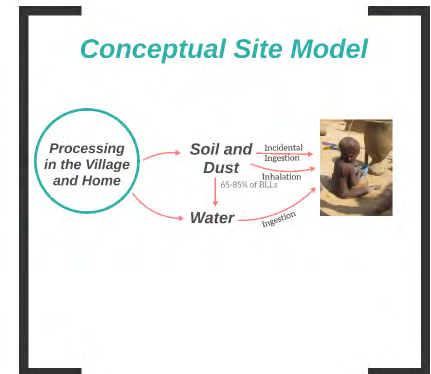 Conceptual Site Model
Processing
in the Village
and Home
Soil and
Dust
Incidental
Ingestion
Inhalation
65-85% of BLLs
Water
Ingestion